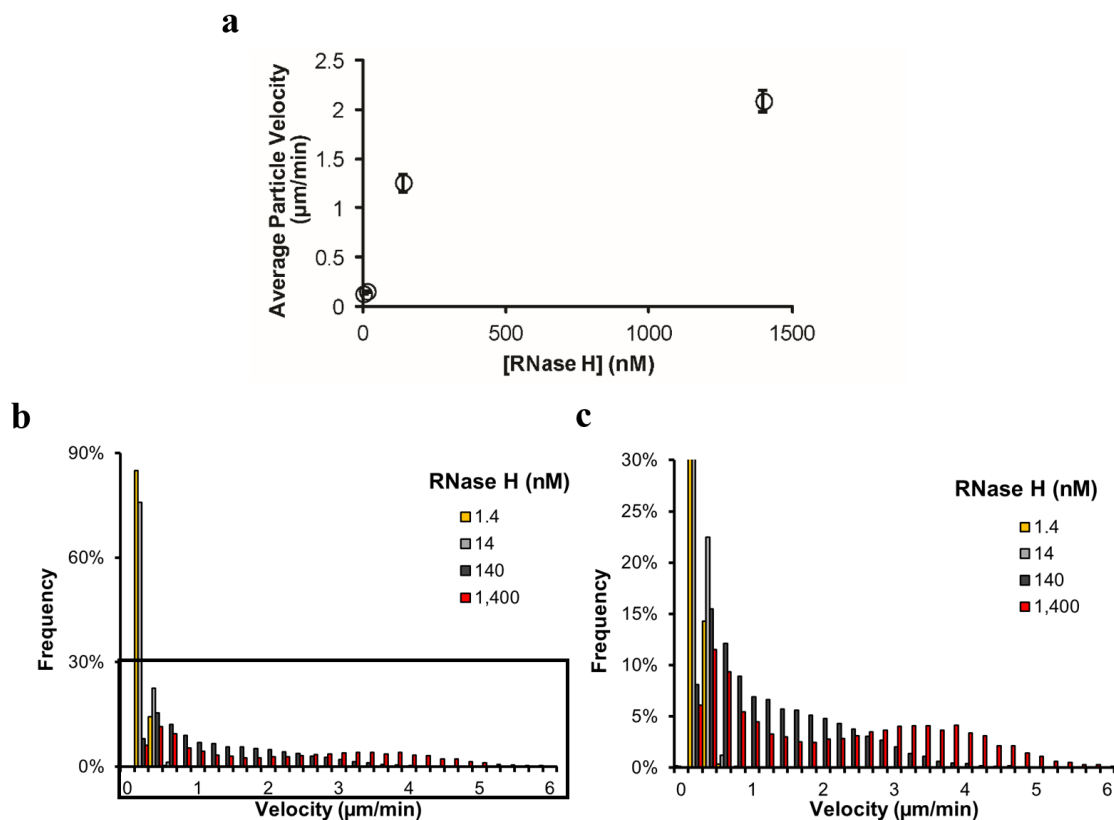 a
2.5
2
1.5
1
0.5
0
Average Particle Velocity
(µm/min)
0 500 1000 1500
[RNase H] (nM)
b
90%
60%
30%
0%
Frequency
RNase H (nM)
1.4
14
140
1,400
0 1 2 3 4 5 6
Velocity (µm/min)
c
30%
25%
20%
15%
10%
5%
0%
Frequency
RNase H (nM)
1.4
14
140
1,400
0 1 2 3 4 5 6
Velocity (µm/min)